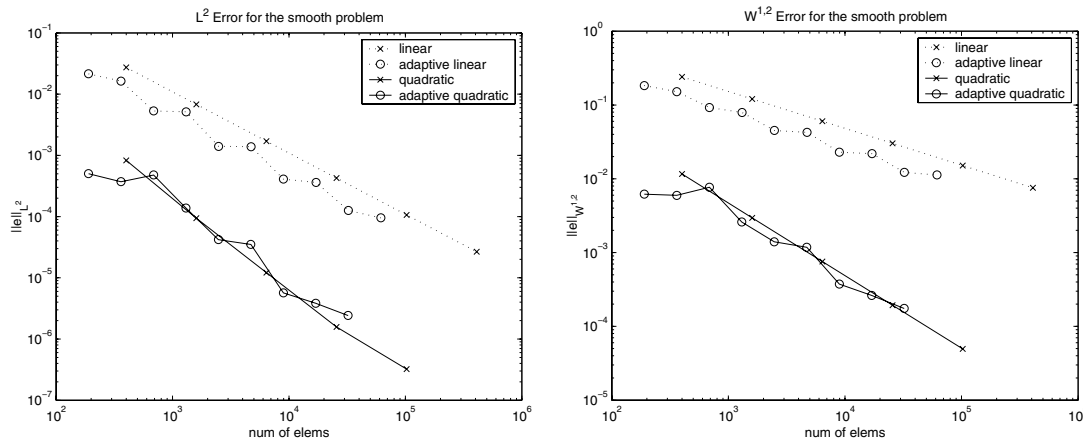 L² Error for the smooth problem
10⁻¹
10⁻²
10⁻³
10⁻⁴
10⁻⁵
10⁻⁶
10⁻⁷
||e||_L²
linear
adaptive linear
quadratic
adaptive quadratic
10² 10³ 10⁴ 10⁵ 10⁶
num of elems
W¹,² Error for the smooth problem
10⁰
10⁻¹
10⁻²
10⁻³
10⁻⁴
10⁻⁵
||e||_W¹,²
linear
adaptive linear
quadratic
adaptive quadratic
10² 10³ 10⁴ 10⁵ 10
num of elems